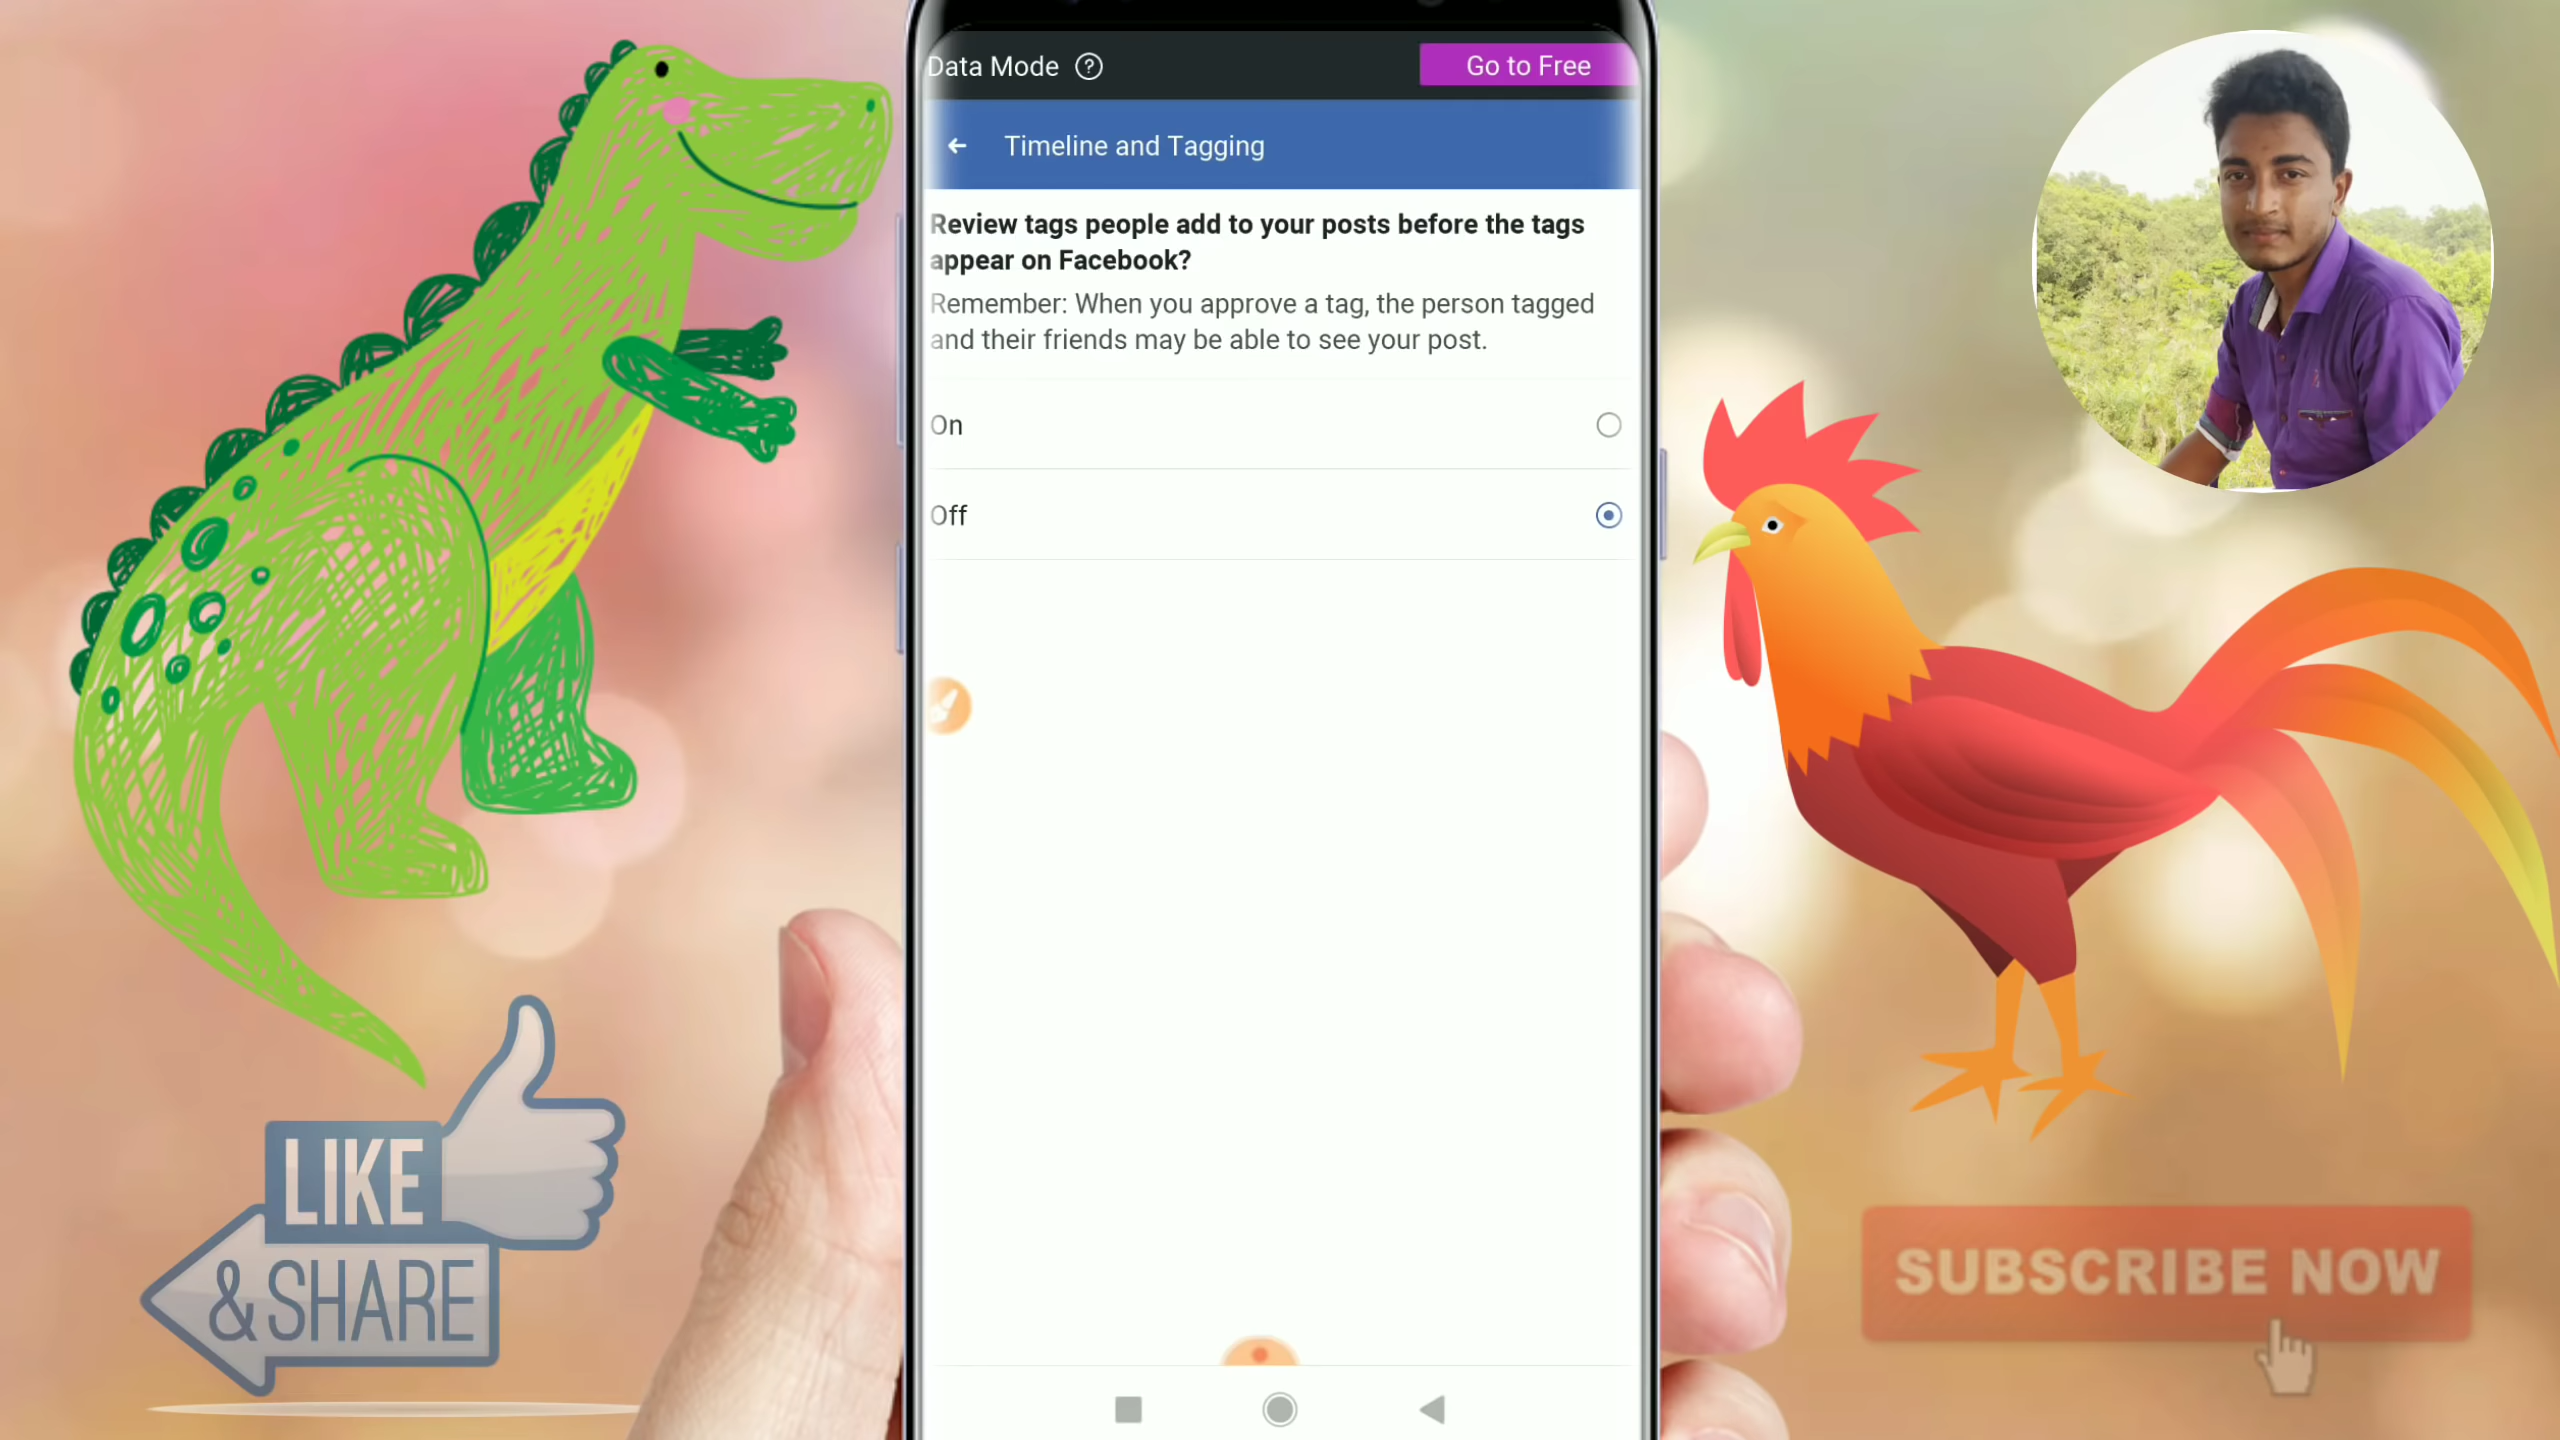 Data Mode ?
Go to Free
Timeline and Tagging
Review tags people add to your posts before the tags
appear on Facebook?
Remember: When you approve a tag, the person tagged
and their friends may be able to see your post.
On
Off
LIKE
& SHARE
SUBSCRIBE NOW